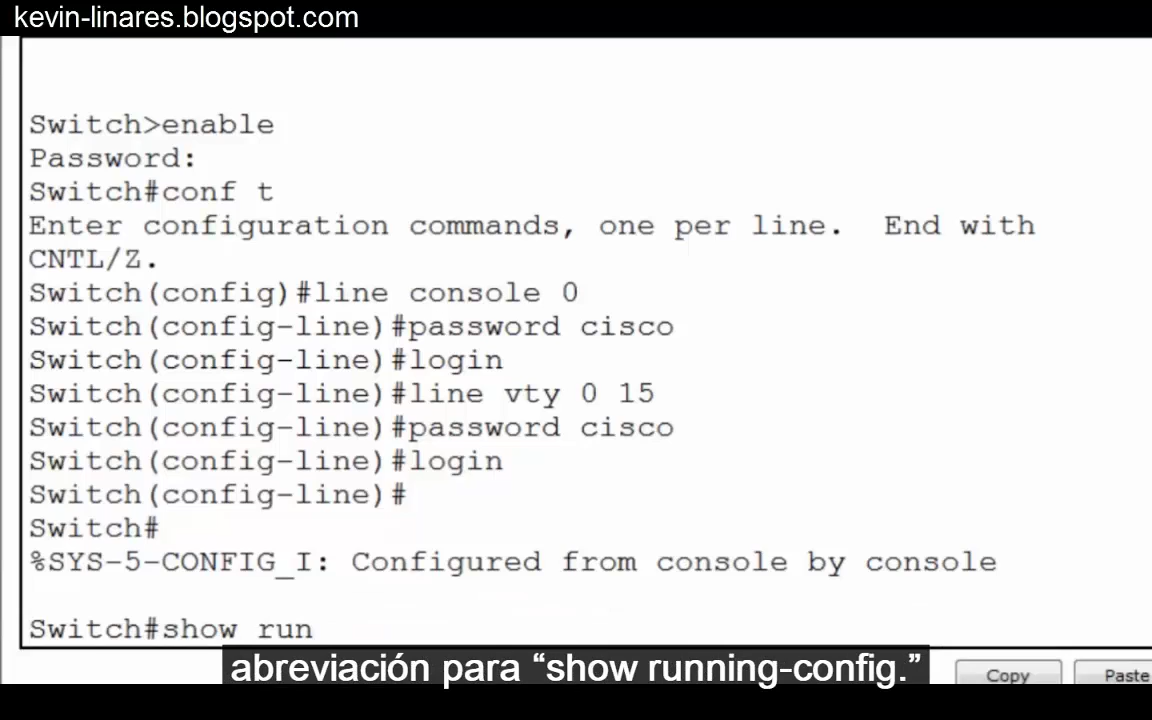 kevin-linares.blogspot.com
Switch>enable
Password:
Switch#conf t
Enter configuration commands, one per line.  End with
CNTL/Z.
Switch(config)#line console 0
Switch(config-line)#password cisco
Switch(config-line)#login
Switch(config-line)#line vty 0 15
Switch(config-line)#password cisco
Switch(config-line)#login
Switch(config-line)#
Switch#
%SYS-5-CONFIG_I: Configured from console by console
Switch#show run
abreviación para “show running-config.”
Copy
Paste